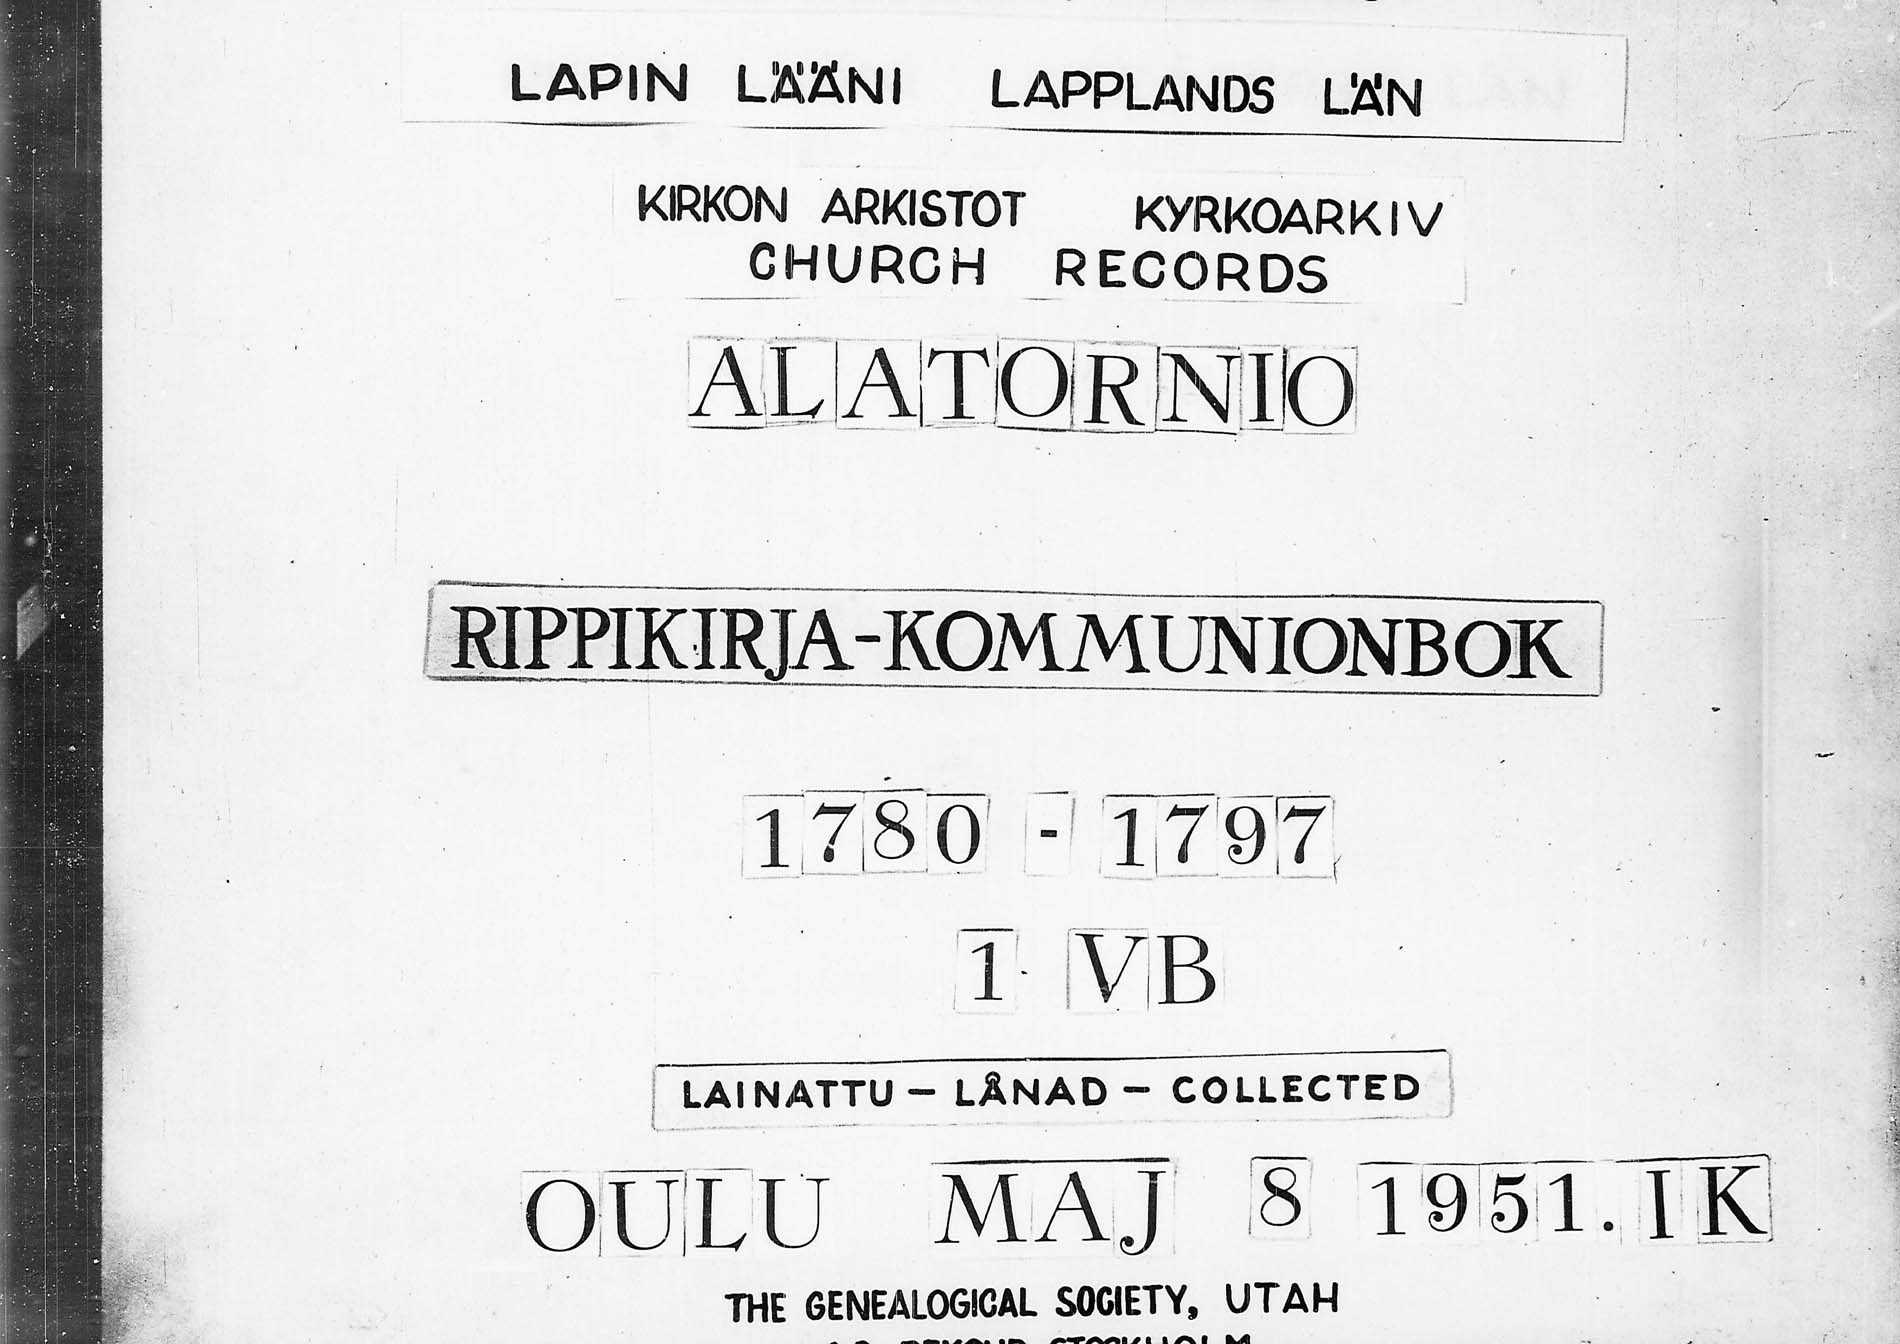 LAPIN LÄÄNI LAPPLANDS LÄN
KIRKON ARKISTOT KYRKOARKIV
CHURCH RECORDS
ALATORNIO
RIPPIKIRJA-KOMMUNIONBOK
1780 - 1797
1 VB
LAINATTU - LÅNAD - COLLECTED
OULU MAJ 8 1951. IK
THE GENEALOGICAL SOCIETY, UTAH
STOCKHOLM